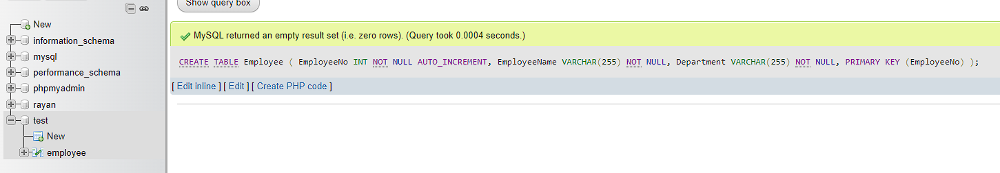 Show query box
New
information_schema
mysql
performance_schema
phpmyadmin
rayan
test
New
employee
MySQL returned an empty result set (i.e. zero rows). (Query took 0.0004 seconds.)
CREATE TABLE Employee ( EmployeeNo INT NOT NULL AUTO_INCREMENT, EmployeeName VARCHAR(255) NOT NULL, Department VARCHAR(255) NOT NULL, PRIMARY KEY (EmployeeNo) );
[ Edit inline ] [ Edit ] [ Create PHP code ]